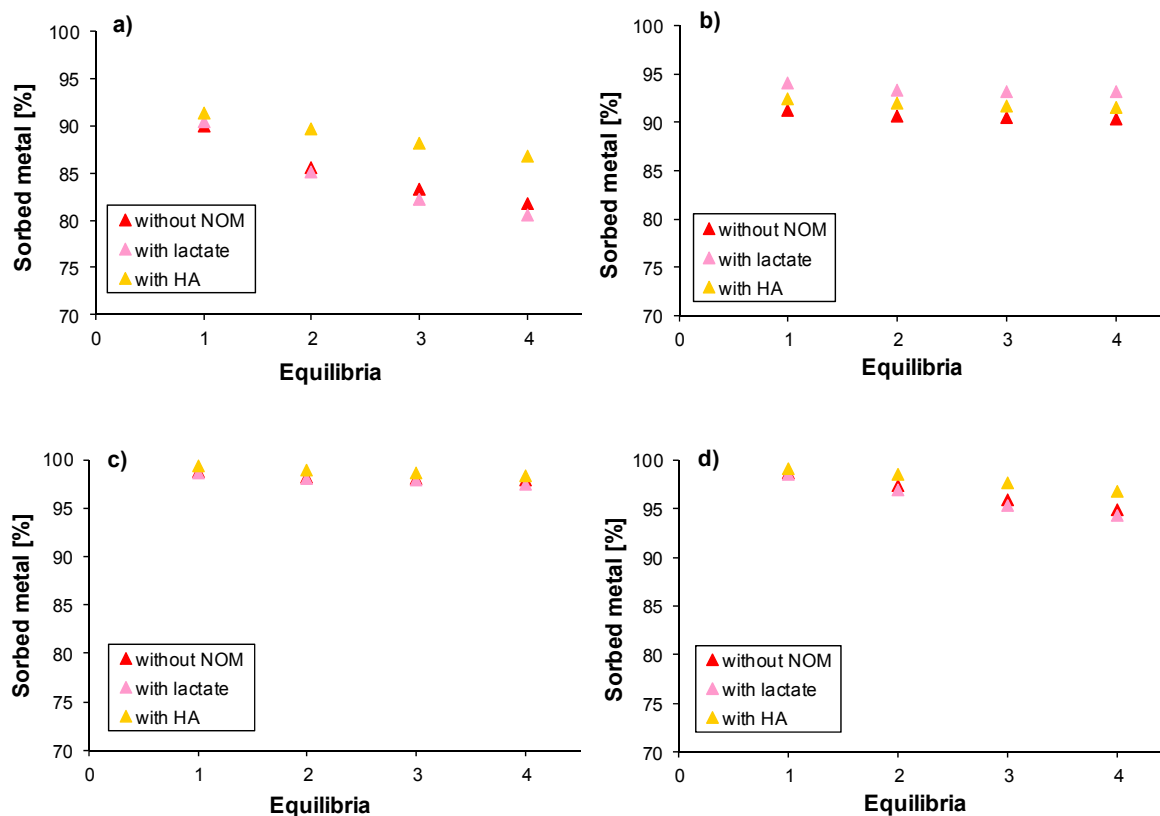 a)
100
95
90
85
80
75
70
Sorbed metal [%]
without NOM
with lactate
with HA
0 1 2 3 4
Equilibria
b)
100
95
90
85
80
75
70
Sorbed metal [%]
without NOM
with lactate
with HA
0 1 2 3 4
Equilibria
c)
100
95
90
85
80
75
70
Sorbed metal [%]
without NOM
with lactate
with HA
0 1 2 3 4
Equilibria
d)
100
95
90
85
80
75
70
Sorbed metal [%]
without NOM
with lactate
with HA
0 1 2 3 4
Equilibria